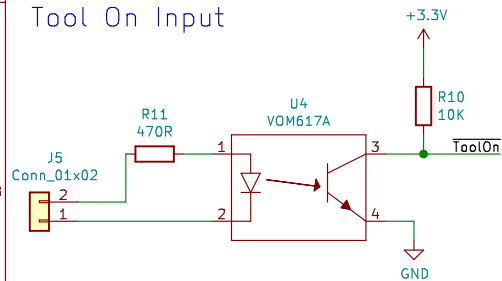 Tool On Input
+3.3V
R10
10K
R11
470R
U4
VOM617A
1
2
3
4
ToolOn
J5
Conn_01x02
2
1
GND